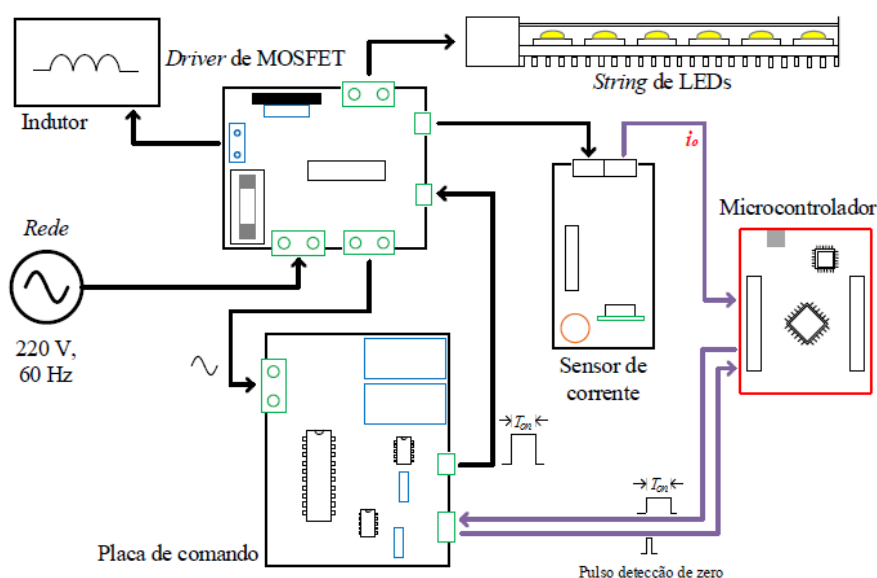 Driver de MOSFET
String de LEDs
Indutor
i₀
Microcontrolador
Rede
220 V,
60 Hz
Sensor de
corrente
Tₒₙ
Tₒₙ
Placa de comando
Pulso detecção de zero